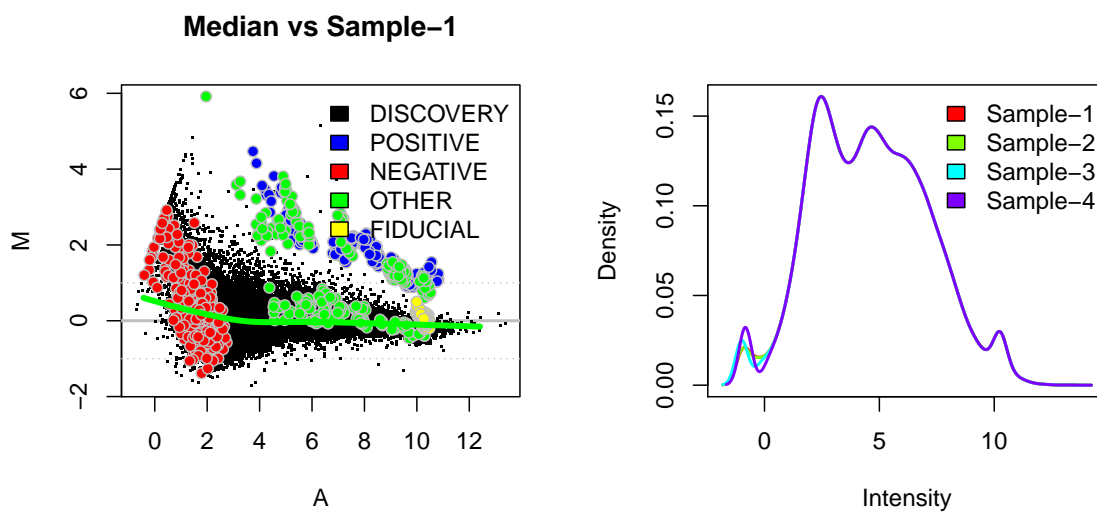 Median vs Sample−1
M
−2
0
2
4
6
0
2
4
6
8
10
12
A
DISCOVERY
POSITIVE
NEGATIVE
OTHER
FIDUCIAL
Density
0.00
0.05
0.10
0.15
0
5
10
Intensity
Sample−1
Sample−2
Sample−3
Sample−4